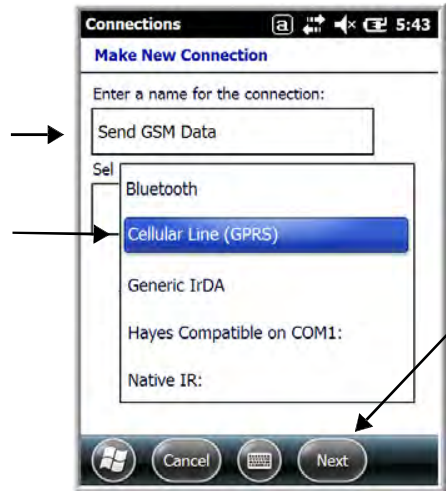 Connections a 5:43
Make New Connection
Enter a name for the connection:
Send GSM Data
Sel
Bluetooth
Cellular Line (GPRS)
Generic IrDA
Hayes Compatible on COM1:
Native IR:
Cancel Next